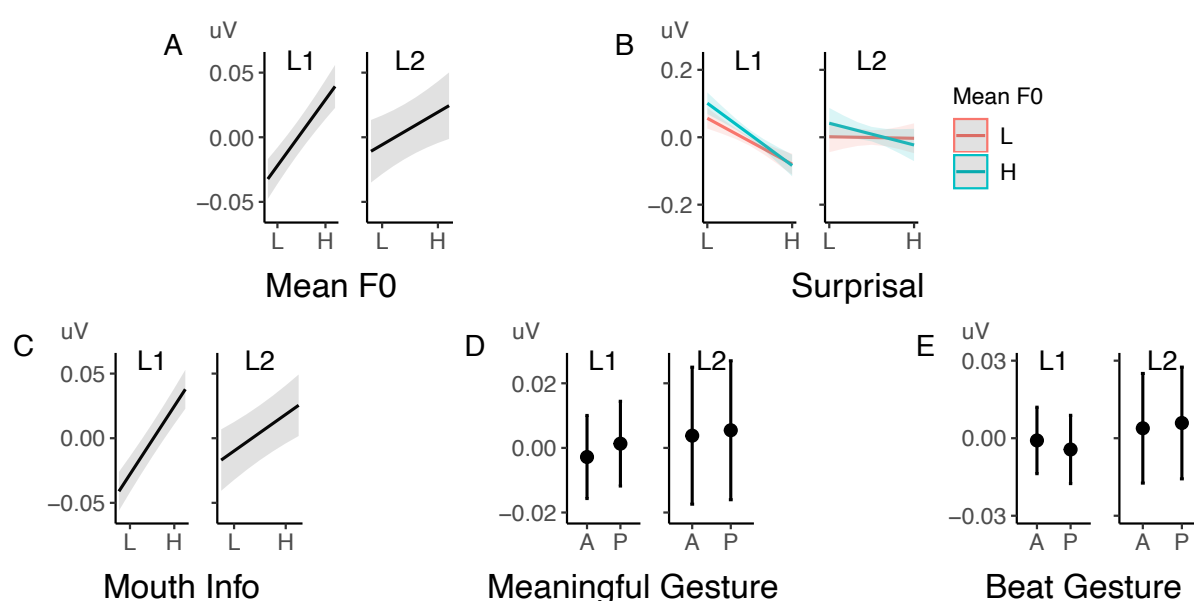 A
uV
L1
L2
0.05
0.00
−0.05
L H
L H
Mean F0
B
uV
L1
L2
0.2
0.0
−0.2
L H
L H
Surprisal
Mean F0
L
H
C
uV
L1
L2
0.05
0.00
−0.05
L H
L H
Mouth Info
D
uV
L1
L2
0.02
0.00
−0.02
A P
A P
Meaningful Gesture
E
uV
L1
L2
0.03
0.00
−0.03
A P
A P
Beat Gesture